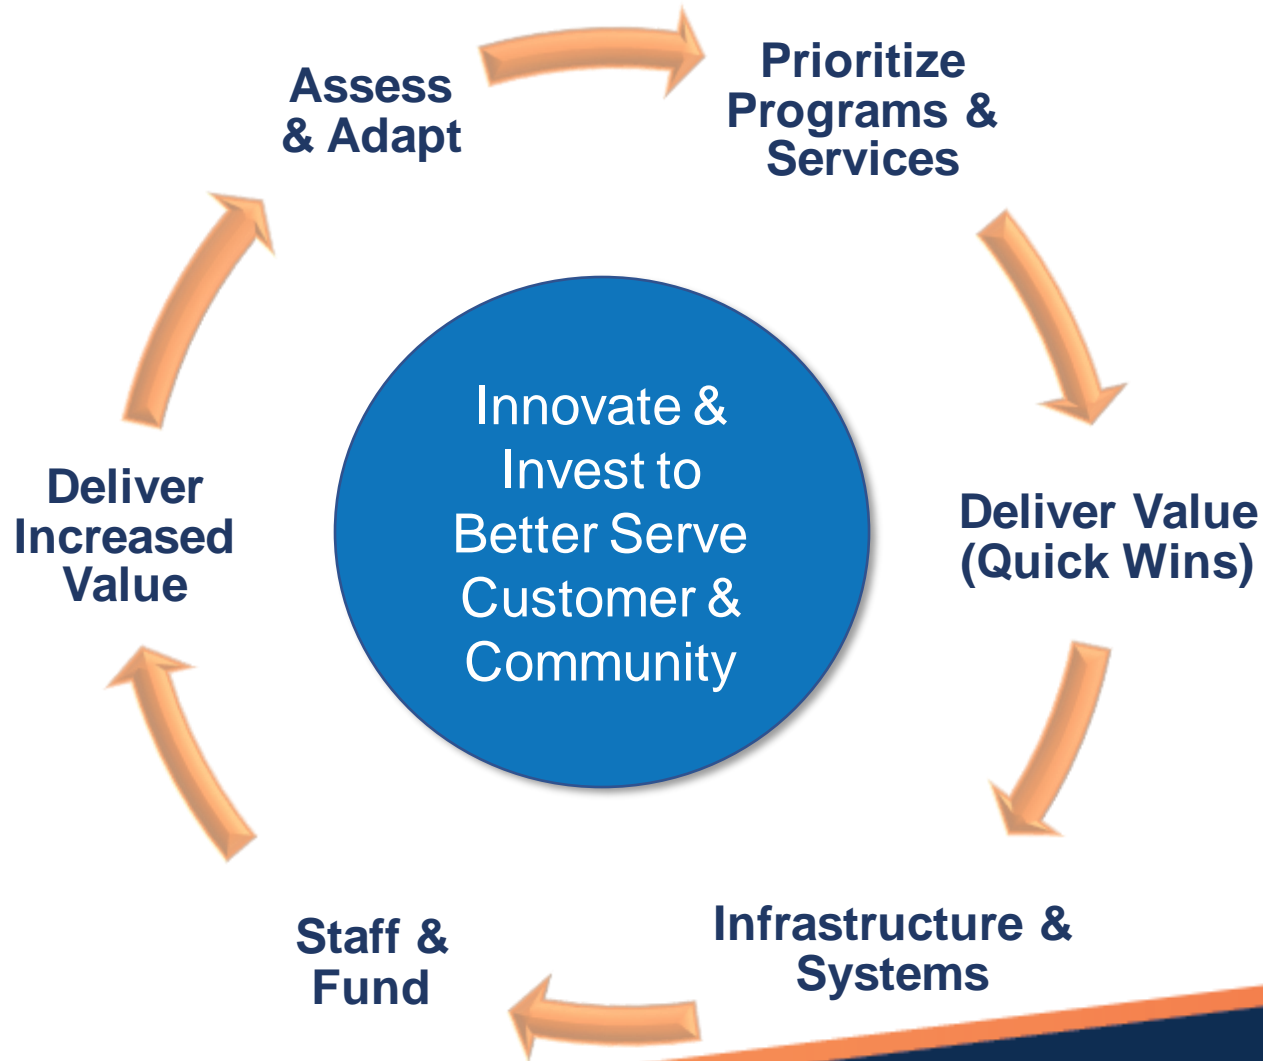 Assess
& Adapt
Prioritize
Programs &
Services
Deliver Value
(Quick Wins)
Infrastructure &
Systems
Staff &
Fund
Deliver
Increased
Value
Innovate &
Invest to
Better Serve
Customer &
Community